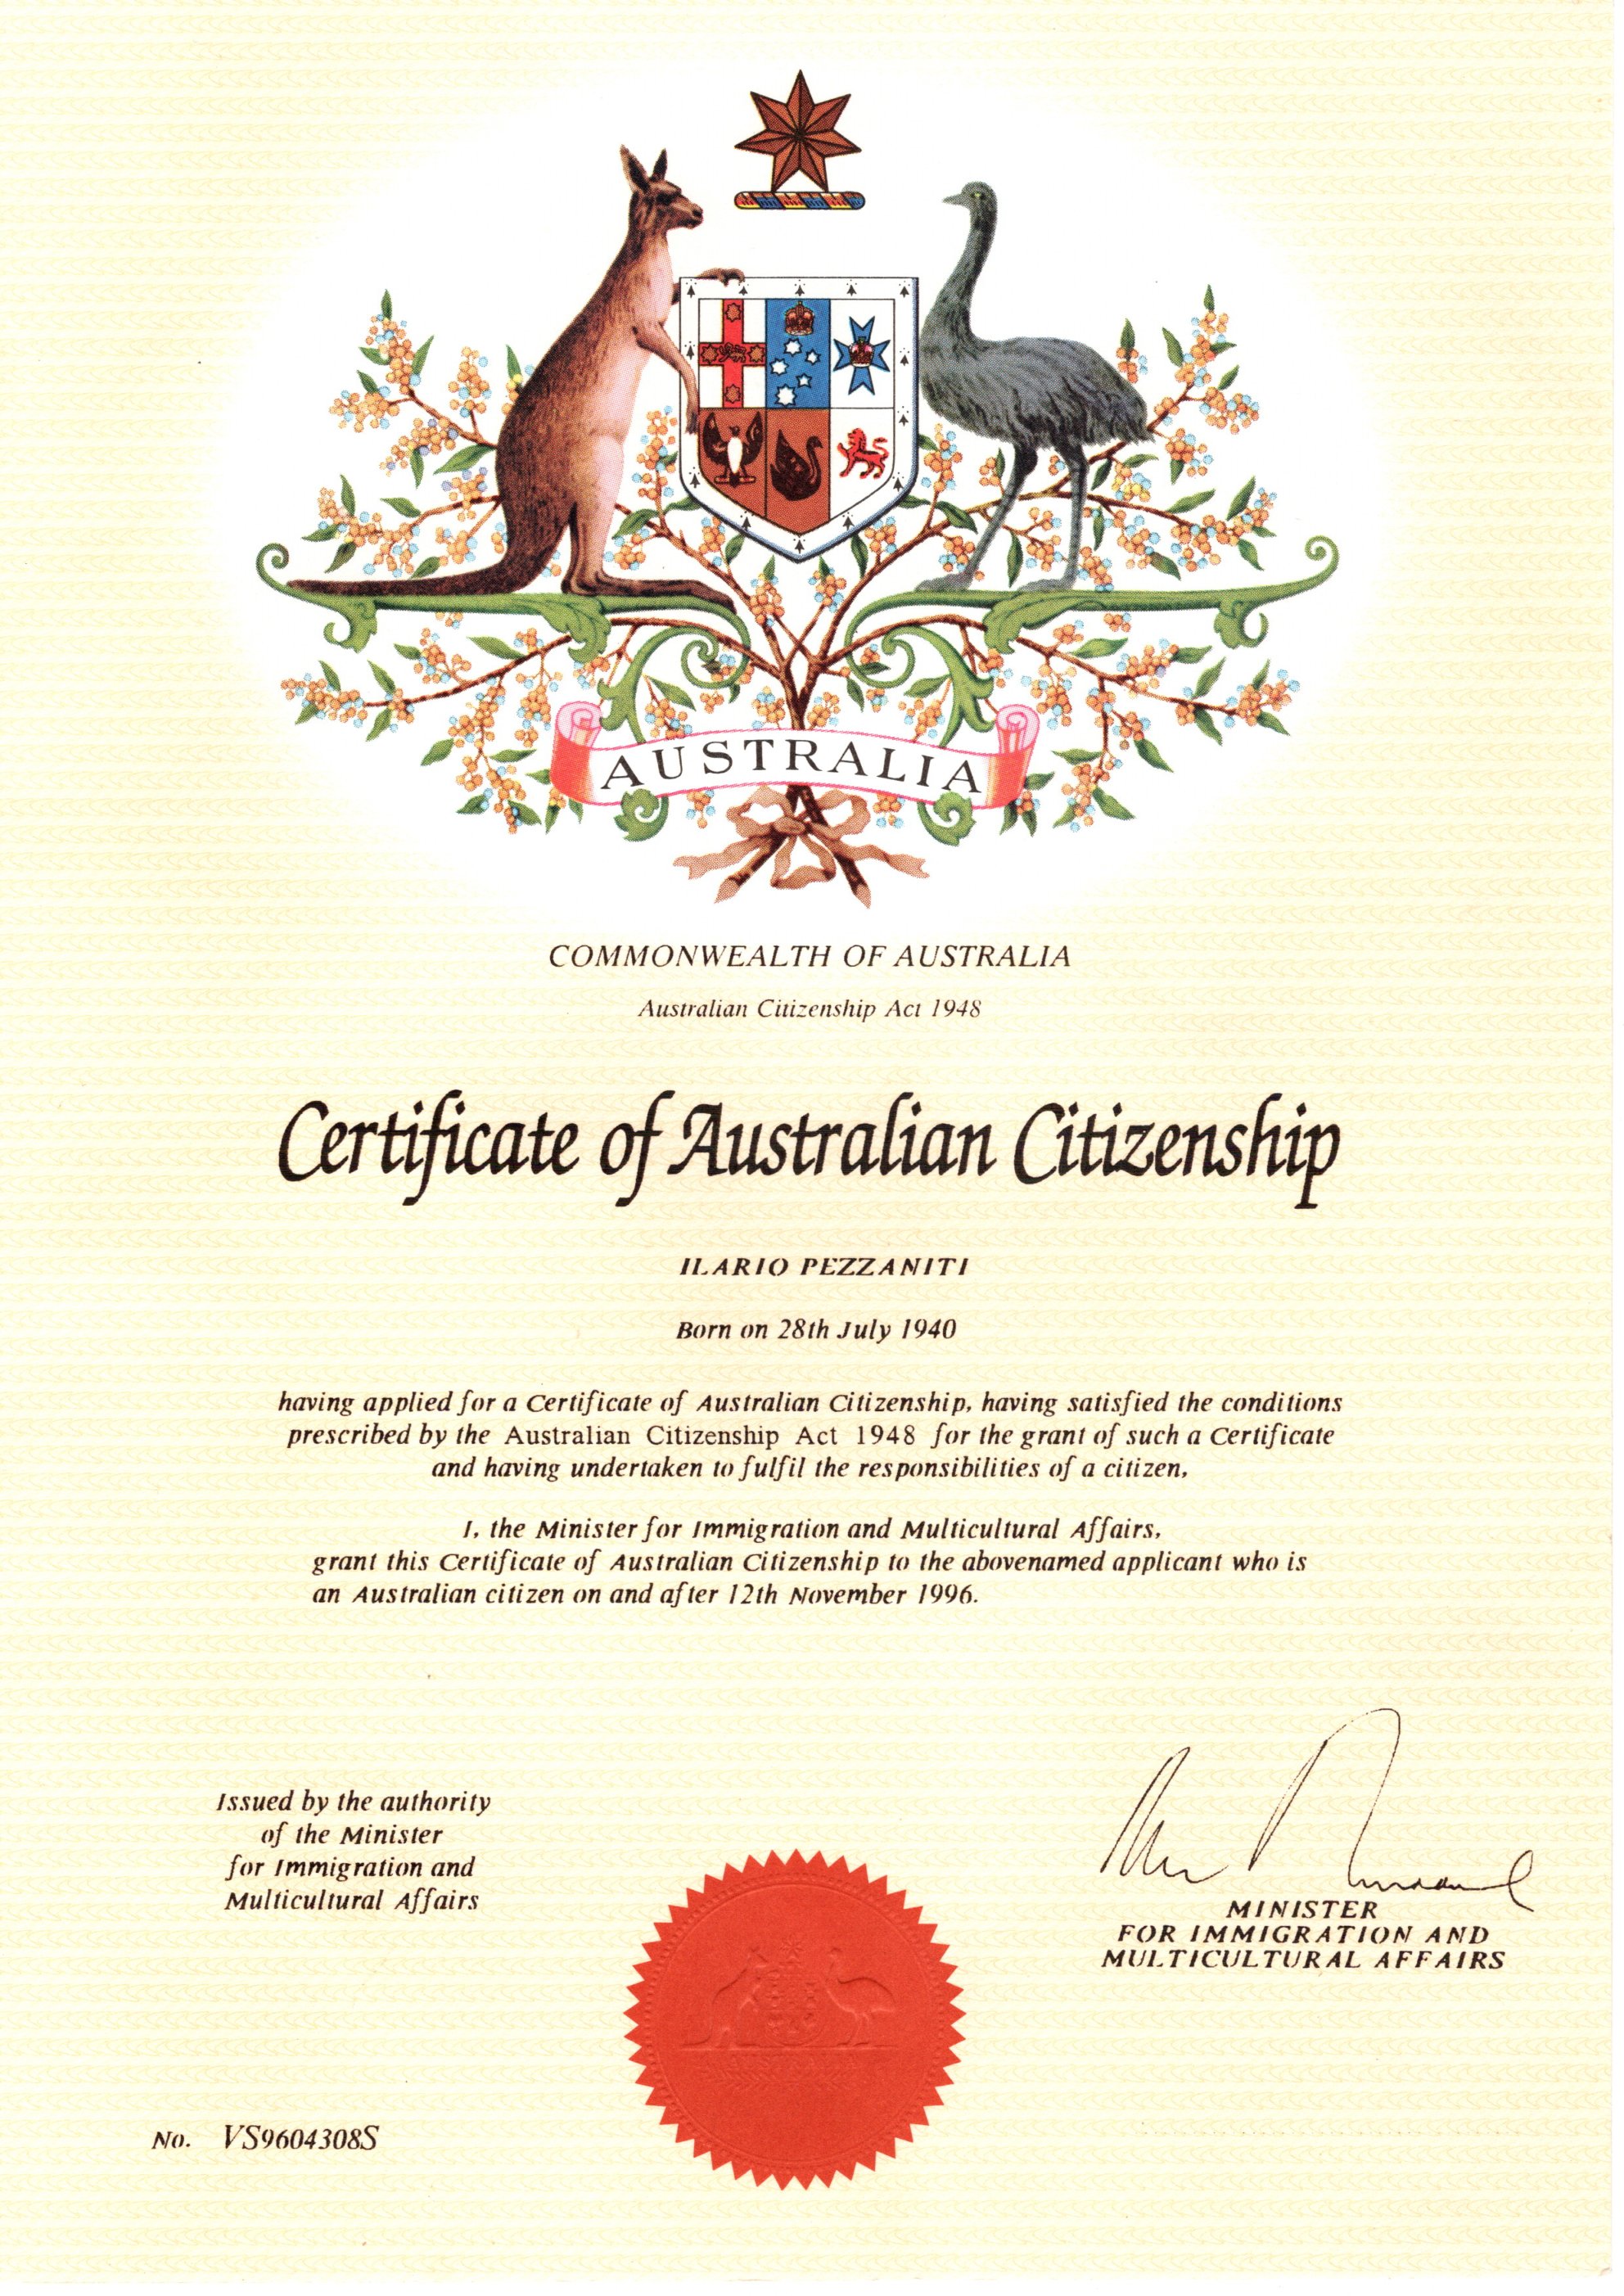 AUSTRALIA
COMMONWEALTH OF AUSTRALIA
Australian Citizenship Act 1948
Certificate of Australian Citizenship
ILARIO PEZZANITI
Born on 28th July 1940
having applied for a Certificate of Australian Citizenship, having satisfied the conditions
prescribed by the Australian Citizenship Act 1948 for the grant of such a Certificate
and having undertaken to fulfil the responsibilities of a citizen,
I, the Minister for Immigration and Multicultural Affairs,
grant this Certificate of Australian Citizenship to the abovenamed applicant who is
an Australian citizen on and after 12th November 1996.
Issued by the authority
of the Minister
for Immigration and
Multicultural Affairs
MINISTER
FOR IMMIGRATION AND
MULTICULTURAL AFFAIRS
No. VS9604308S